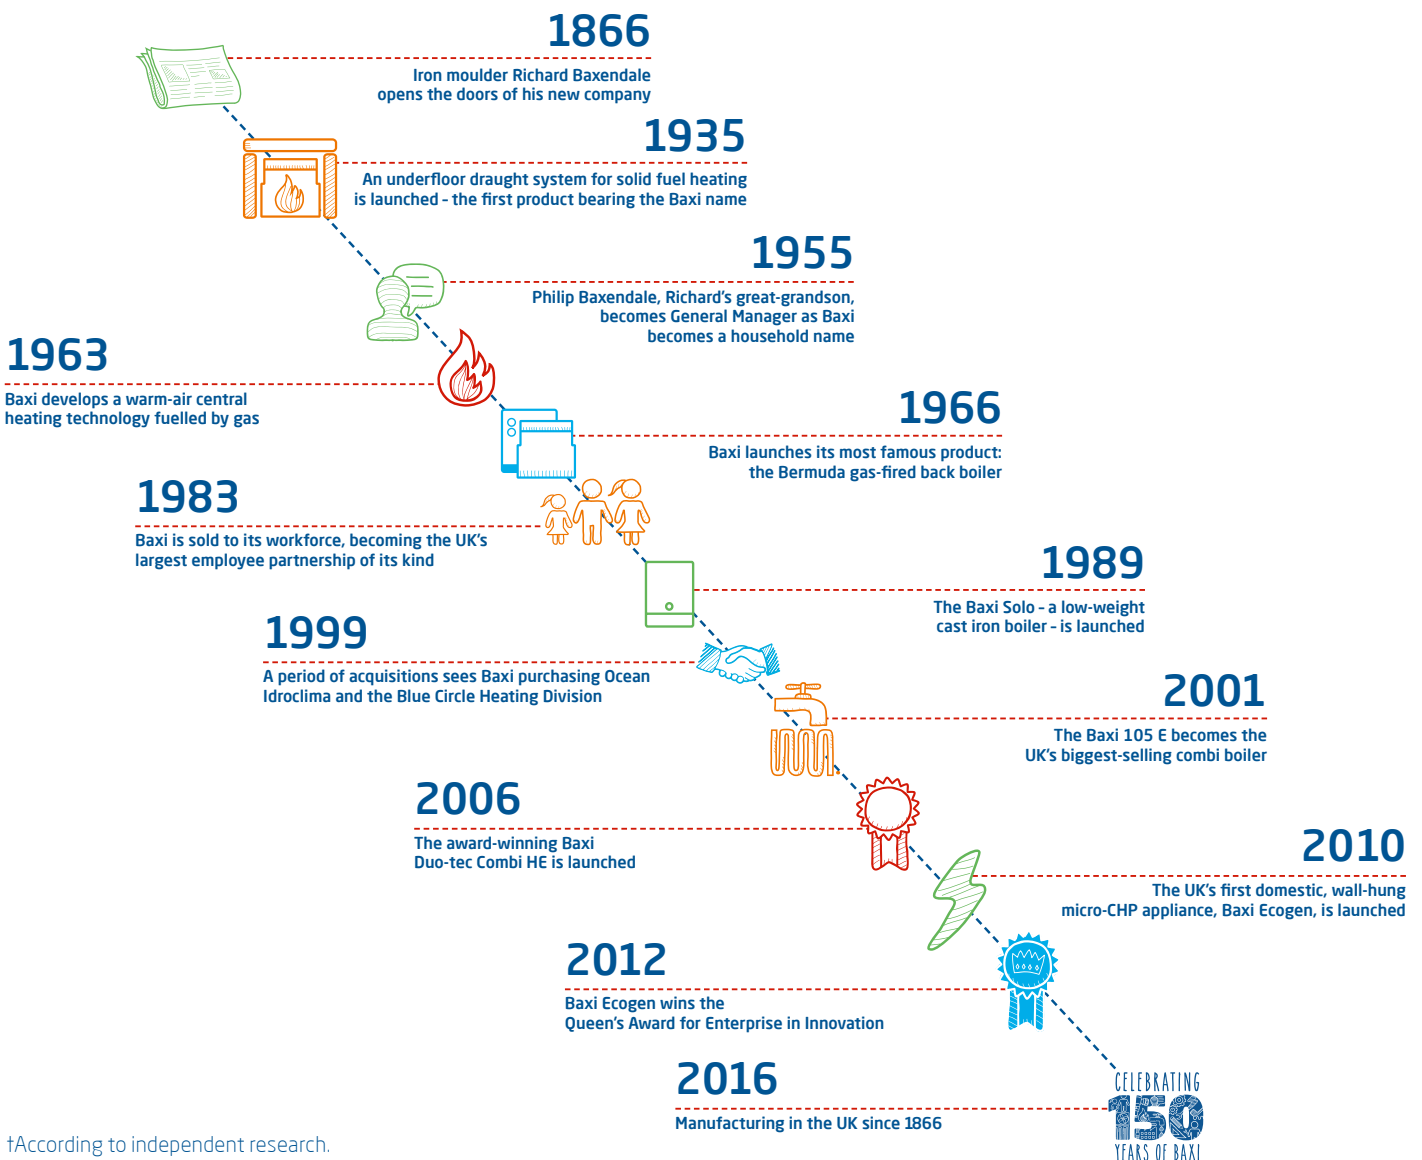 1866
Iron moulder Richard Baxendale
opens the doors of his new company
1935
An underfloor draught system for solid fuel heating
is launched – the first product bearing the Baxi name
1955
Philip Baxendale, Richard's great-grandson,
becomes General Manager as Baxi
becomes a household name
1963
Baxi develops a warm-air central
heating technology fuelled by gas
1966
Baxi launches its most famous product:
the Bermuda gas-fired back boiler
1983
Baxi is sold to its workforce, becoming the UK's
largest employee partnership of its kind
1989
The Baxi Solo – a low-weight
cast iron boiler – is launched
1999
A period of acquisitions sees Baxi purchasing Ocean
Idroclima and the Blue Circle Heating Division
2001
The Baxi 105 E becomes the
UK's biggest-selling combi boiler
2006
The award-winning Baxi
Duo-tec Combi HE is launched
2010
The UK's first domestic, wall-hung
micro-CHP appliance, Baxi Ecogen, is launched
2012
Baxi Ecogen wins the
Queen's Award for Enterprise in Innovation
2016
Manufacturing in the UK since 1866
CELEBRATING
150
YEARS OF BAXI
†According to independent research.